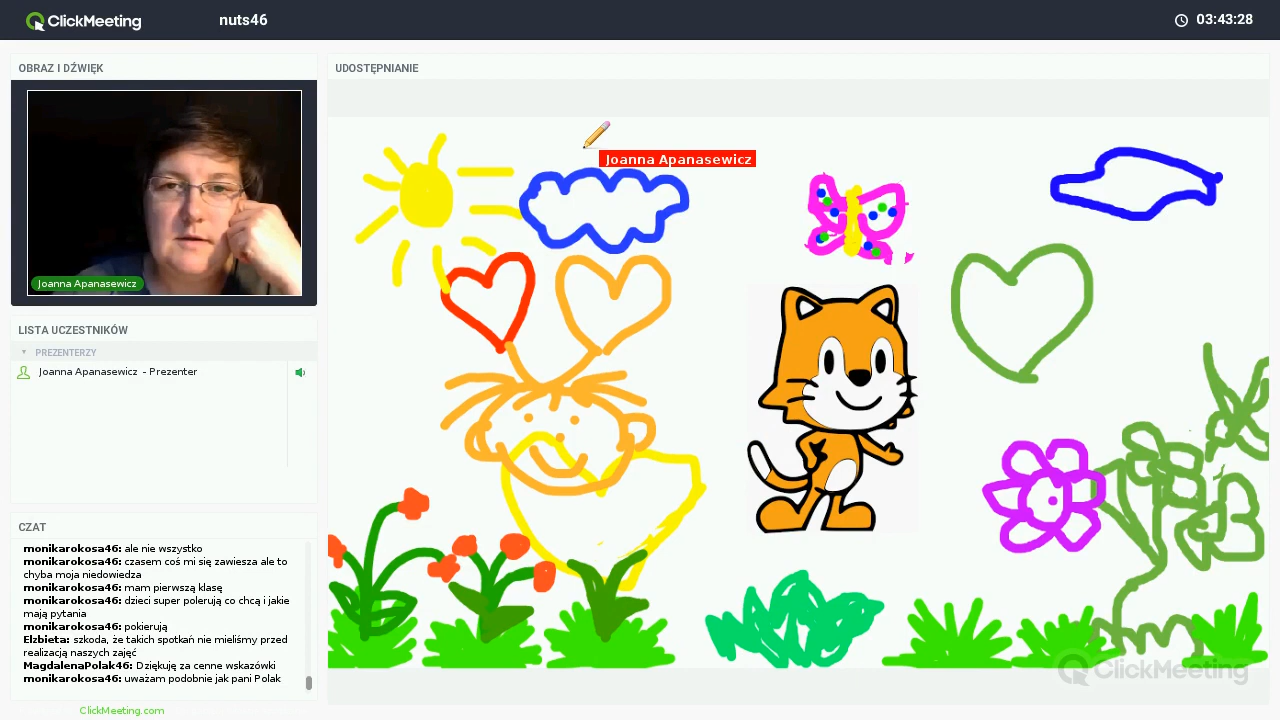 ClickMeeting
nuts46
03:43:28
OBRAZ I DŹWIĘK
UDOSTĘPNIANIE
Joanna Apanasewicz
Joanna Apanasewicz
LISTA UCZESTNIKÓW
PREZENTERZY
Joanna Apanasewicz - Prezenter
CZAT
monikarokosa46: ale nie wszystko
monikarokosa46: czasem coś mi się zawiesza ale to
chyba moja niedowiedza
monikarokosa46: mam pierwszą klasę
monikarokosa46: dzieci super polerują co chcą i jakie
mają pytania
monikarokosa46: pokierują
Elzbieta: szkoda, że takich spotkań nie mieliśmy przed
realizacją naszych zajęć
MagdalenaPolak46: Dziękuję za cenne wskazówki
monikarokosa46: uważam podobnie jak pani Polak
ClickMeeting
ClickMeeting.com